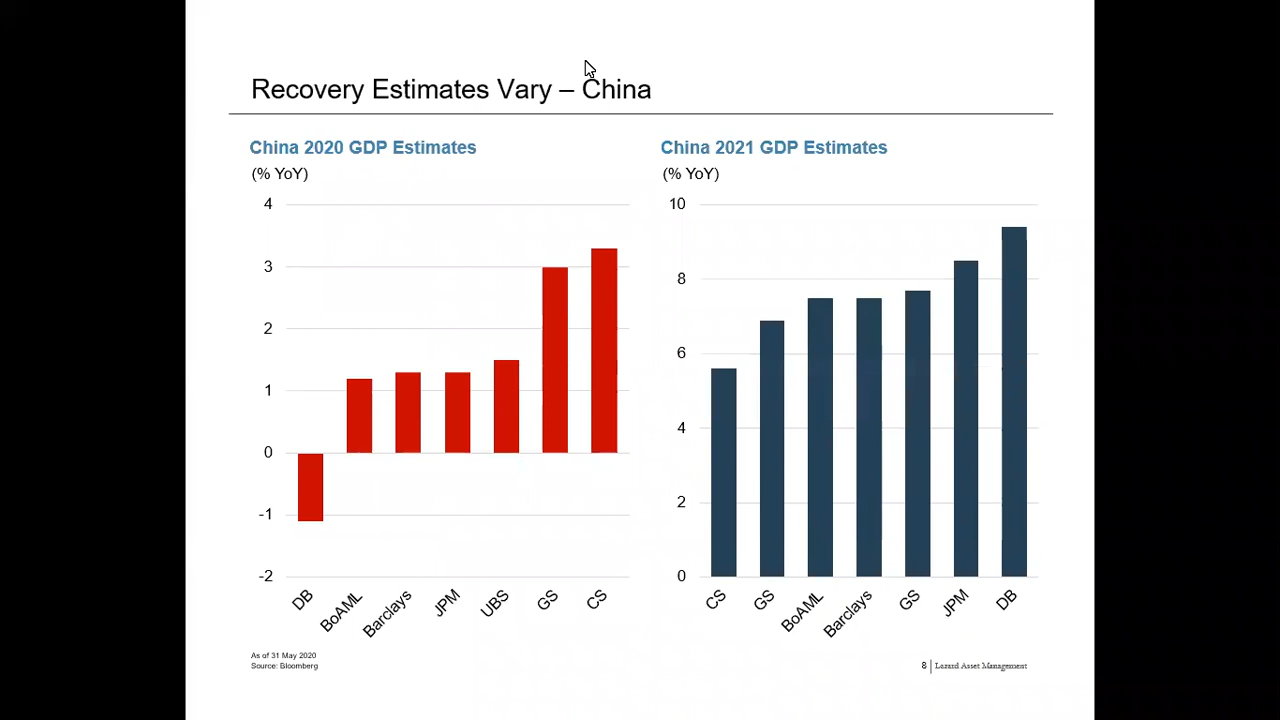 Recovery Estimates Vary – China
China 2020 GDP Estimates
(% YoY)
4
3
2
1
0
-1
-2
DB
BoAML
Barclays
JPM
UBS
GS
CS
China 2021 GDP Estimates
(% YoY)
10
8
6
4
2
0
CS
GS
BoAML
Barclays
GS
JPM
DB
As of 31 May 2020
Source: Bloomberg
8 | Lazard Asset Management